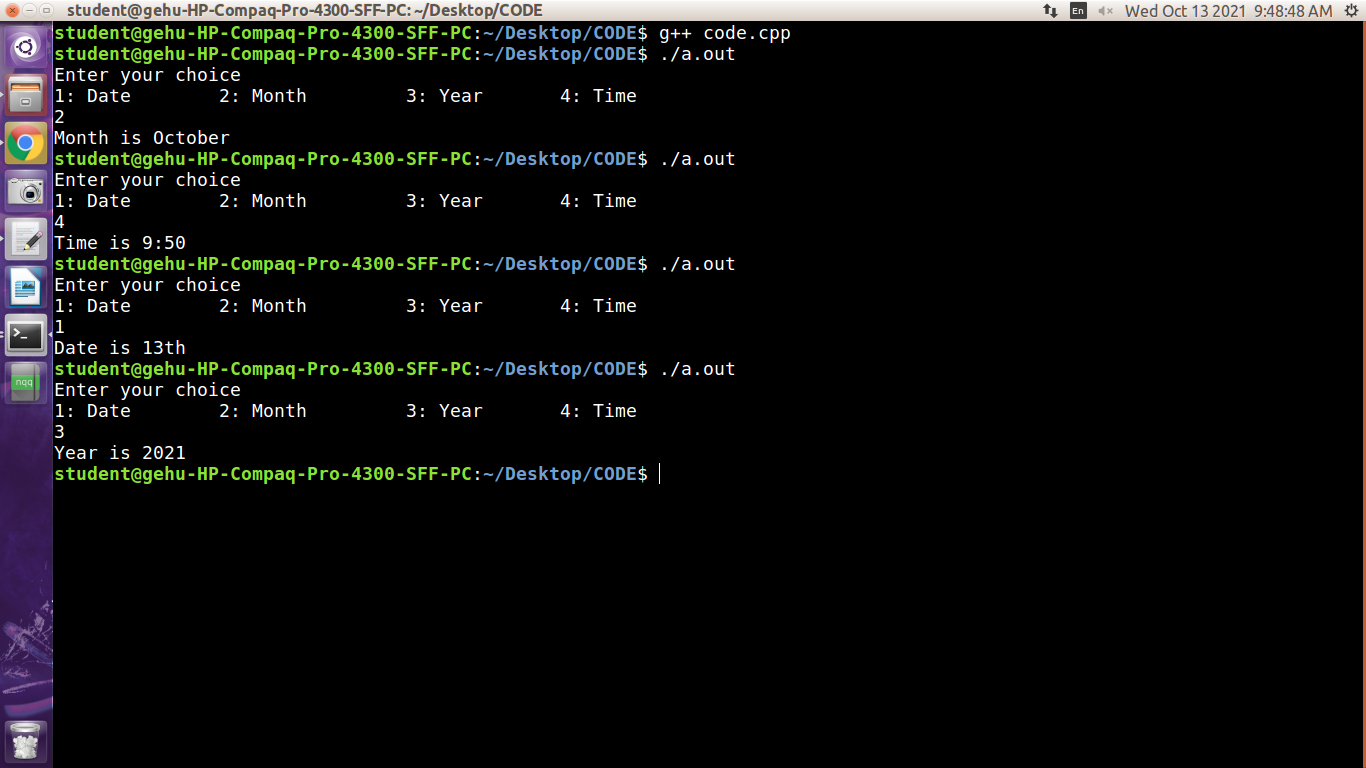 student@gehu-HP-Compaq-Pro-4300-SFF-PC: ~/Desktop/CODE En Wed Oct 13 2021 9:48:48 AM
student@gehu-HP-Compaq-Pro-4300-SFF-PC:~/Desktop/CODE$ g++ code.cpp
student@gehu-HP-Compaq-Pro-4300-SFF-PC:~/Desktop/CODE$ ./a.out
Enter your choice
1: Date 2: Month 3: Year 4: Time
2
Month is October
student@gehu-HP-Compaq-Pro-4300-SFF-PC:~/Desktop/CODE$ ./a.out
Enter your choice
1: Date 2: Month 3: Year 4: Time
4
Time is 9:50
student@gehu-HP-Compaq-Pro-4300-SFF-PC:~/Desktop/CODE$ ./a.out
Enter your choice
1: Date 2: Month 3: Year 4: Time
1
Date is 13th
student@gehu-HP-Compaq-Pro-4300-SFF-PC:~/Desktop/CODE$ ./a.out
Enter your choice
1: Date 2: Month 3: Year 4: Time
3
Year is 2021
student@gehu-HP-Compaq-Pro-4300-SFF-PC:~/Desktop/CODE$
nqq